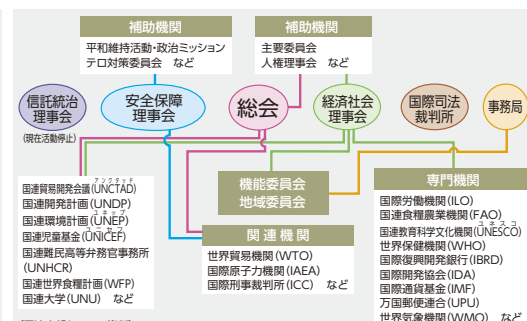 補助機関
平和維持活動・政治ミッション
テロ対策委員会 など
補助機関
主要委員会
人権理事会 など
信託統治
理事会
(現在活動停止)
安全保障
理事会
総会
経済社会
理事会
国際司法
裁判所
事務局
アンクタッド
国連貿易開発会議(UNCTAD)
国連開発計画(UNDP)
ユネップ
国連環境計画(UNEP)
ユニセフ
国連児童基金(UNICEF)
国連難民高等弁務官事務所
(UNHCR)
国連世界食糧計画(WFP)
国連大学(UNU) など
機能委員会
地域委員会
関連機関
世界貿易機関(WTO)
国際原子力機関(IAEA)
国際刑事裁判所(ICC) など
専門機関
国際労働機関(ILO)
国連食糧農業機関(FAO)
ユネスコ
国連教育科学文化機関(UNESCO)
世界保健機関(WHO)
国際復興開発銀行(IBRD)
国際開発協会(IDA)
国際通貨基金(IMF)
万国郵便連合(UPU)
世界気象機関(WMO) など